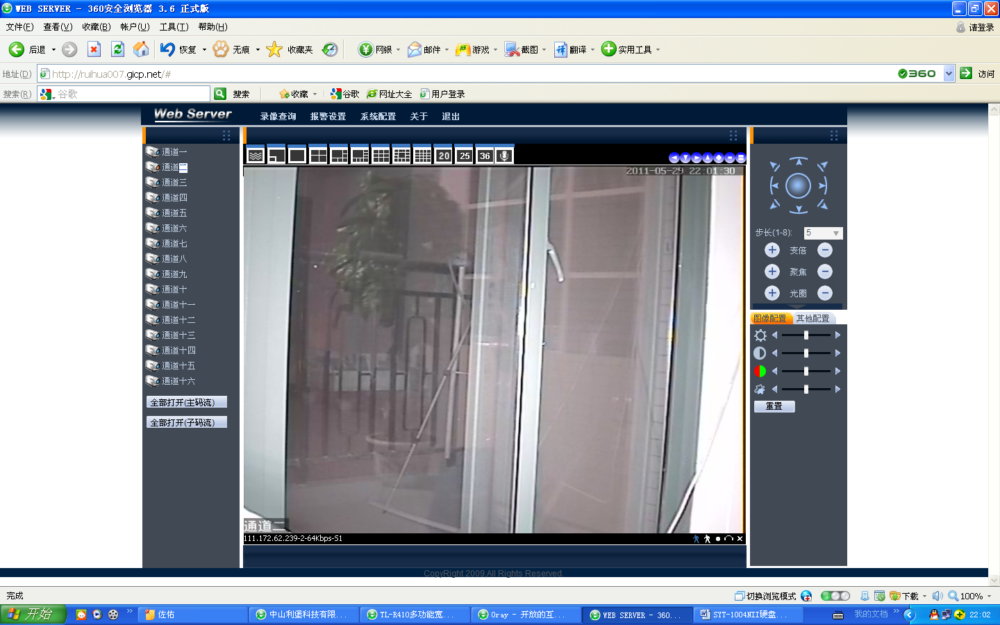 WEB SERVER - 360安全浏览器 3.6 正式版
文件(F) 查看(V) 收藏(B) 帐户(U) 工具(T) 帮助(H) 请登录
后退 恢复 无痕 收藏夹 网银 邮件 游戏 截图 翻译 实用工具
地址(D) http://ruihua007.gicp.net/# 360 访问
搜索(R) 谷歌 搜索 收藏 谷歌 网址大全 用户登录
Web Server 录像查询 报警设置 系统配置 关于 退出
通道一
通道二
通道三
通道四
通道五
通道六
通道七
通道八
通道九
通道十
通道十一
通道十二
通道十三
通道十四
通道十五
通道十六
全部打开(主码流)
全部打开(子码流)
20 25 36
2011-05-29 22:01:30
通道二
111.172.62.239-2-64Kbps-S1
步长(1-8): 5
变倍
聚焦
光圈
图像配置 其他配置
重置
CopyRight 2009.All Rights Reserved.
完成 切换浏览模式 下载 100%
开始 佐佑 中山利堡科技有限... TL-R410多功能宽... Oray - 开放的互... WEB SERVER - 360... SYT-1004NII硬盘... 我的文档 22:02